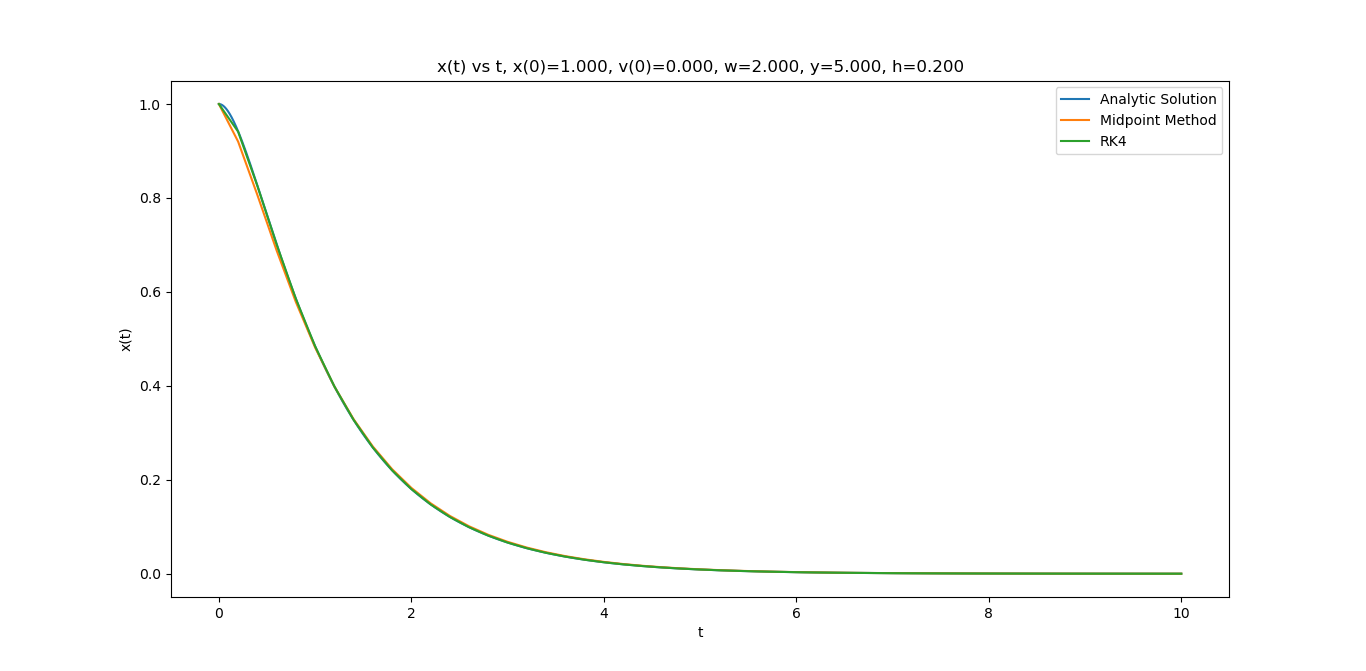 x(t) vs t, x(0)=1.000, v(0)=0.000, w=2.000, y=5.000, h=0.200
Analytic Solution
Midpoint Method
RK4
1.0
0.8
0.6
0.4
0.2
0.0
x(t)
0 2 4 6 8 10
t